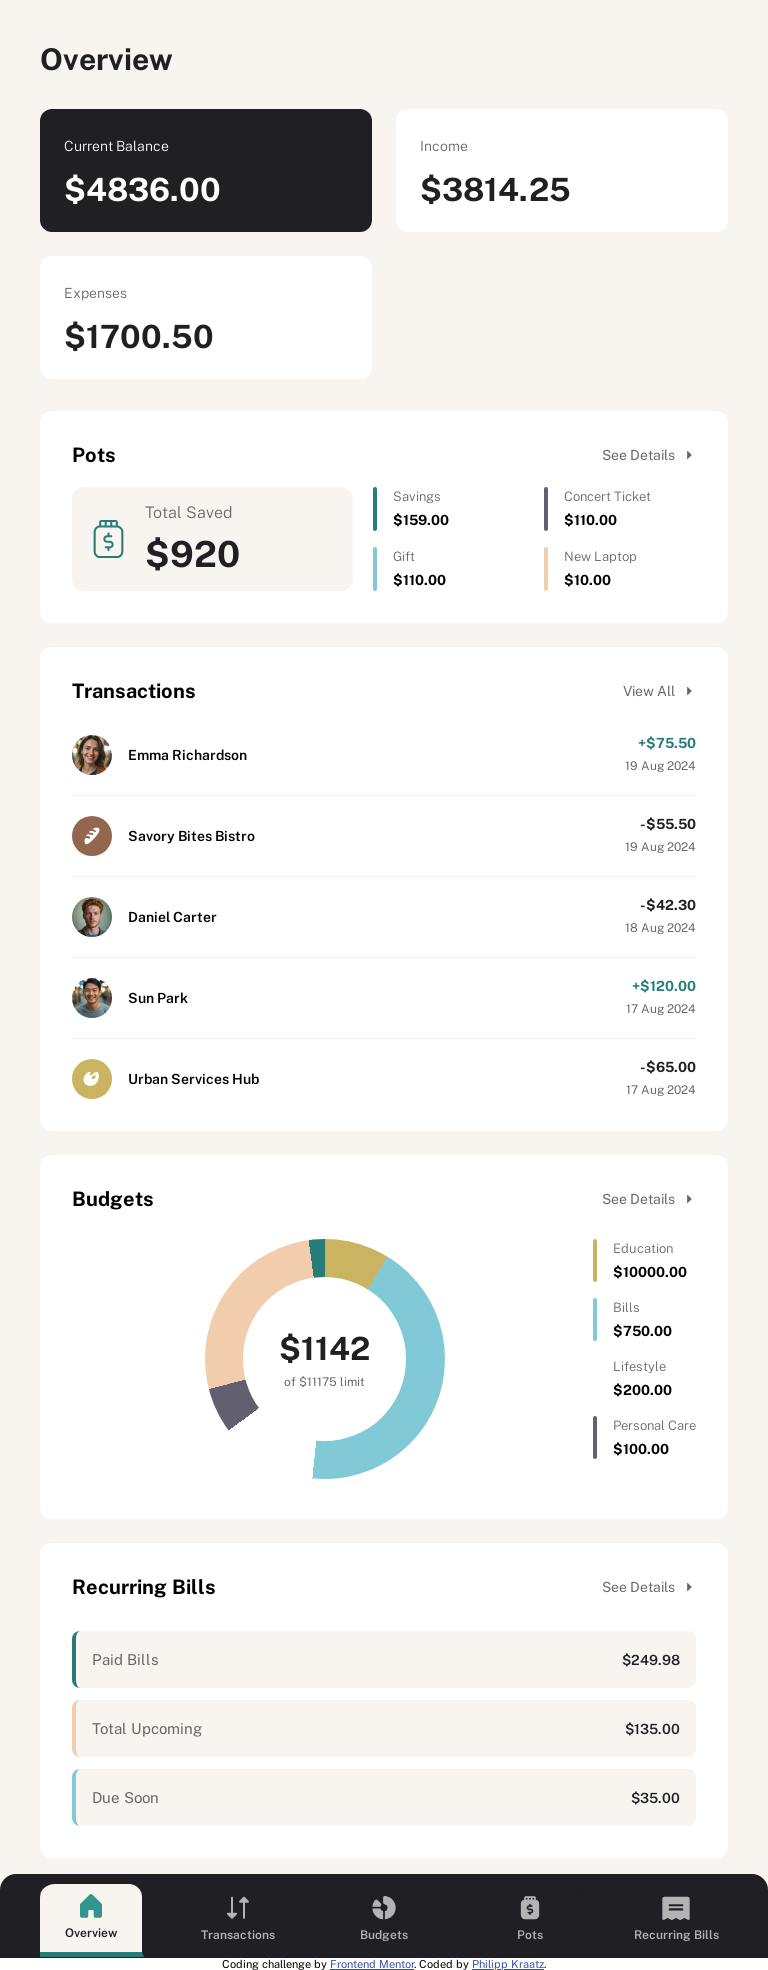 Overview
Current Balance
$4836.00
Income
$3814.25
Expenses
$1700.50
Pots
See Details
Total Saved
$920
Savings
$159.00
Concert Ticket
$110.00
Gift
$110.00
New Laptop
$10.00
Transactions
View All
Emma Richardson
+$75.50
19 Aug 2024
Savory Bites Bistro
-$55.50
19 Aug 2024
Daniel Carter
-$42.30
18 Aug 2024
Sun Park
+$120.00
17 Aug 2024
Urban Services Hub
-$65.00
17 Aug 2024
Budgets
See Details
$1142
of $11175 limit
Education
$10000.00
Bills
$750.00
Lifestyle
$200.00
Personal Care
$100.00
Recurring Bills
See Details
Paid Bills
$249.98
Total Upcoming
$135.00
Due Soon
$35.00
Overview
Transactions
Budgets
Pots
Recurring Bills
Coding challenge by Frontend Mentor. Coded by Philipp Kraatz.